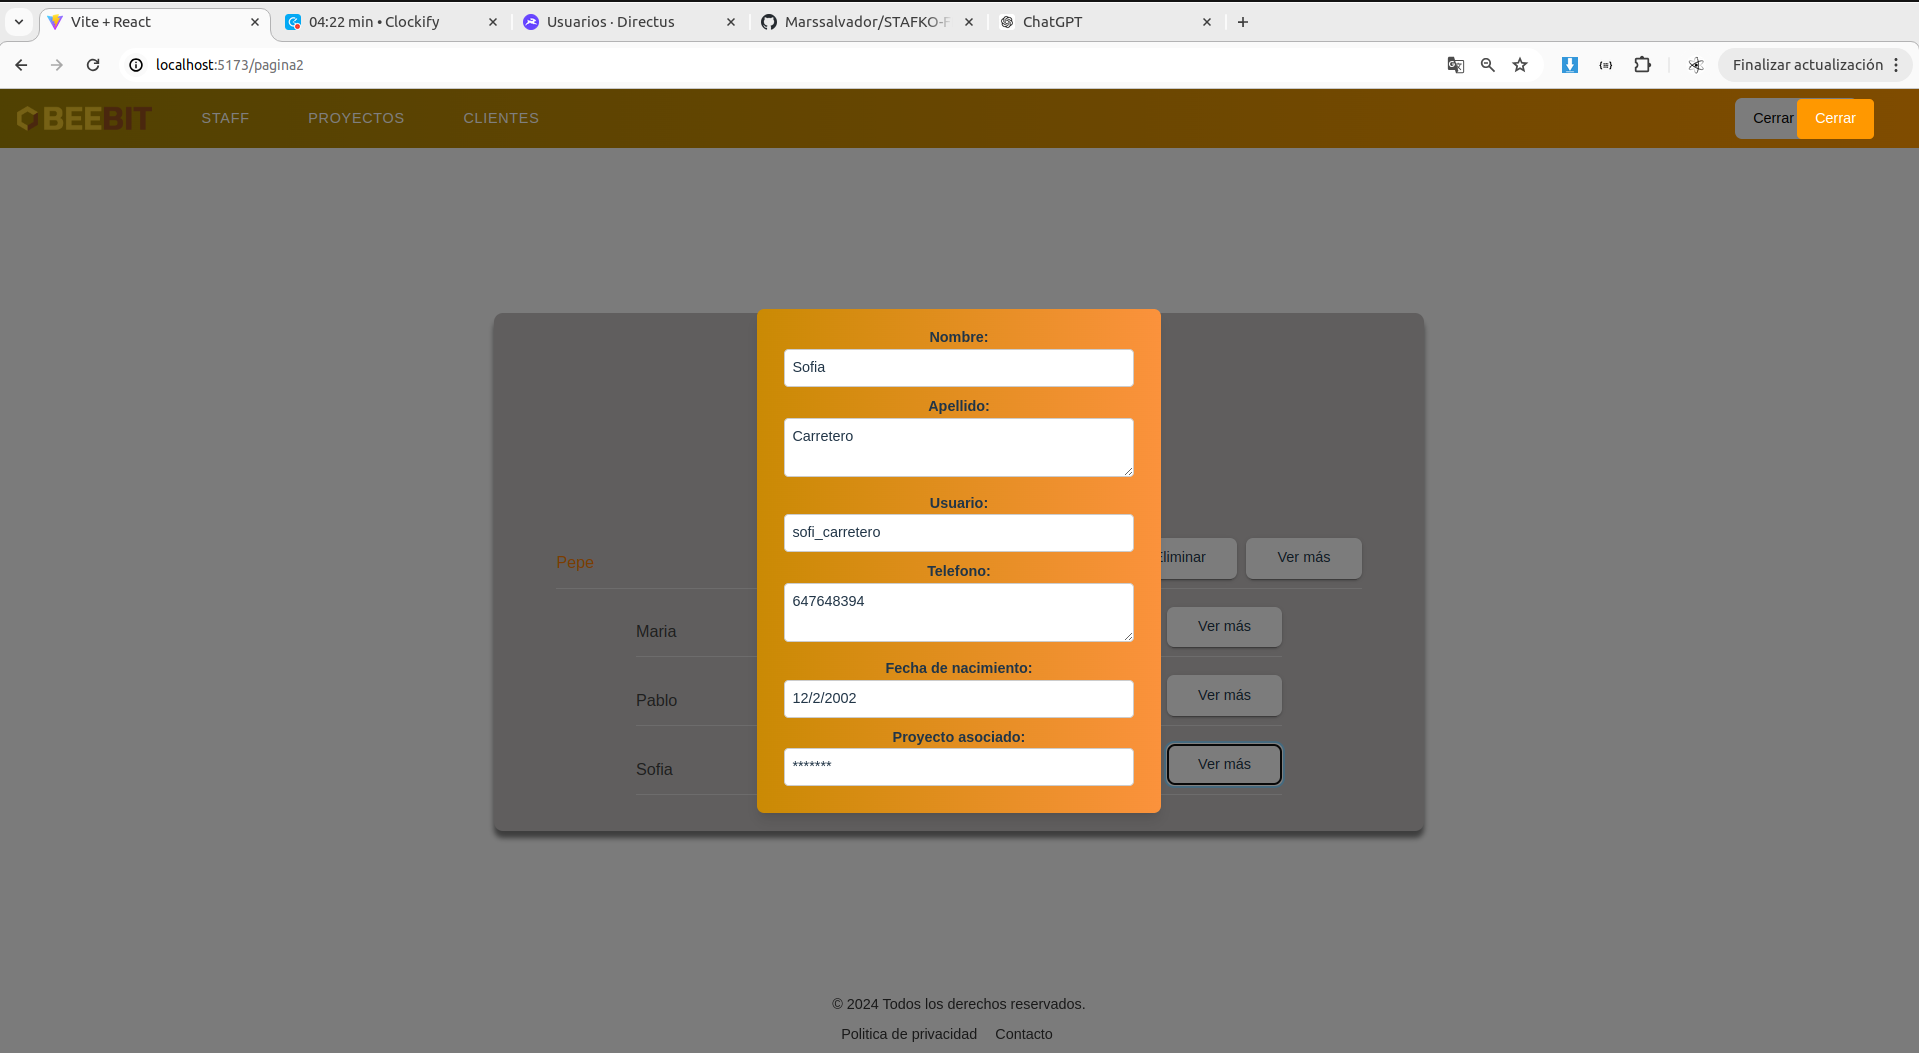 Vite + React
04:22 min • Clockify
Usuarios · Directus
Marssalvador/STAFKO-F
ChatGPT
localhost:5173/pagina2
Finalizar actualización
BEEBIT
STAFF
PROYECTOS
CLIENTES
Cerrar
Cerrar
Nombre:
Sofia
Apellido:
Carretero
Usuario:
sofi_carretero
Telefono:
647648394
Fecha de nacimiento:
12/2/2002
Proyecto asociado:
*******
Pepe
Eliminar
Ver más
Maria
Ver más
Pablo
Ver más
Sofia
Ver más
© 2024 Todos los derechos reservados.
Politica de privacidad
Contacto